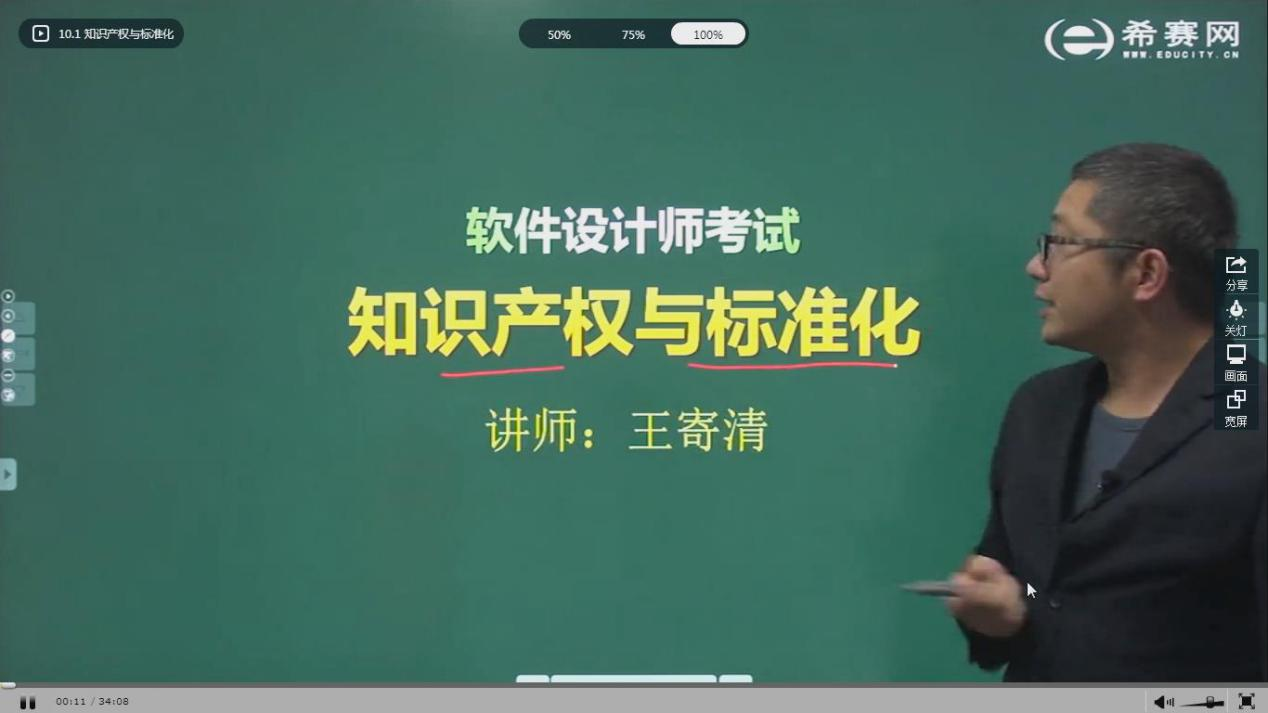 10.1 知识产权与标准化
50% 75% 100%
希赛网
WWW.EDUCITY.CN
软件设计师考试
知识产权与标准化
讲师：王寄清
分享
关灯
画面
宽屏
00:11 / 34:08